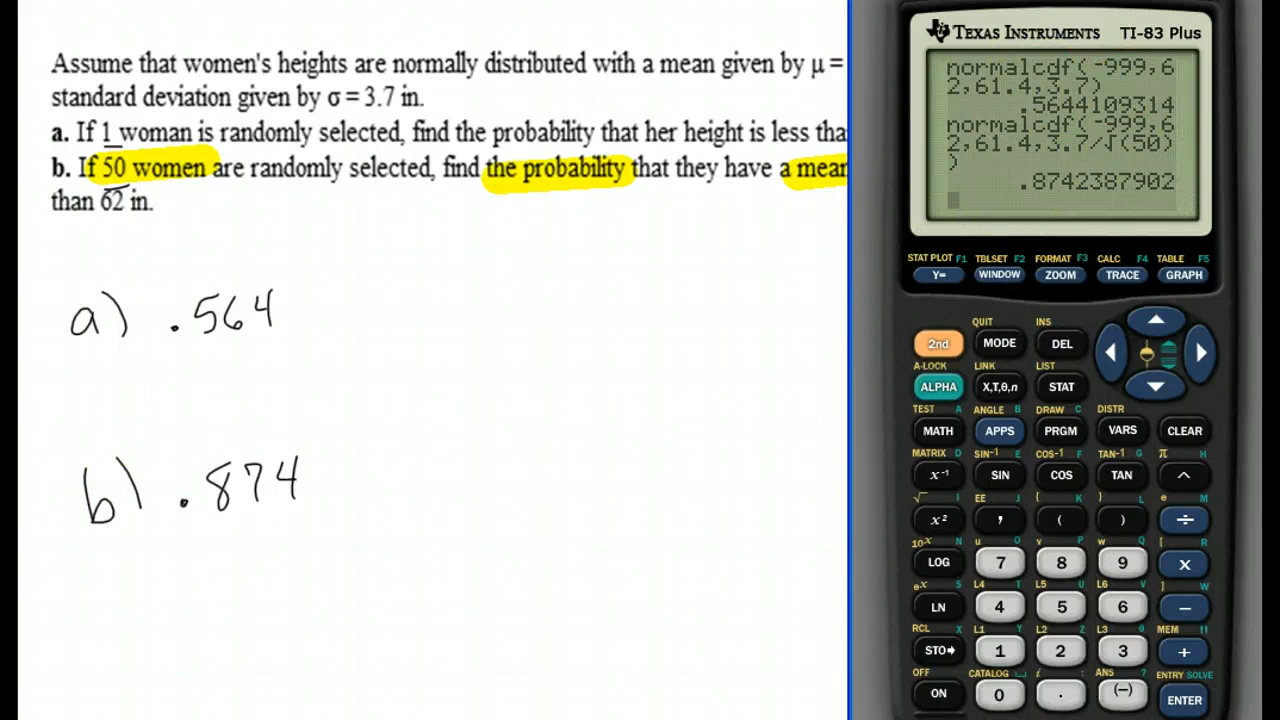 Assume that women's heights are normally distributed with a mean given by μ =
standard deviation given by σ = 3.7 in.
a. If 1 woman is randomly selected, find the probability that her height is less tha
b. If 50 women are randomly selected, find the probability that they have a mean
than 62 in.
a) .564
b) .874
TEXAS INSTRUMENTS TI-83 Plus
normalcdf(-999,6
2,61.4,3.7)
.5644109314
normalcdf(-999,6
2,61.4,3.7/√(50)
)
.8742387902
STAT PLOT F1 TBLSET F2 FORMAT F3 CALC F4 TABLE F5
Y= WINDOW ZOOM TRACE GRAPH
QUIT INS
2nd MODE DEL
A-LOCK LINK LIST
ALPHA X,T,θ,n STAT
TEST A ANGLE B DRAW C DISTR
MATH APPS PRGM VARS CLEAR
MATRIX D SIN⁻¹ E COS⁻¹ F TAN⁻¹ G π H
x⁻¹ SIN COS TAN ^
√ I EE J { K } L e M
x² , ( ) ÷
10ˣ N u O v P w Q [ R
LOG 7 8 9 x
eˣ S L4 T L5 U L6 V ] W
LN 4 5 6 −
RCL X L1 Y L2 Z L3 θ MEM "
STO➔ 1 2 3 +
OFF CATALOG i : ANS ? ENTRY SOLVE
ON 0 . (−) ENTER